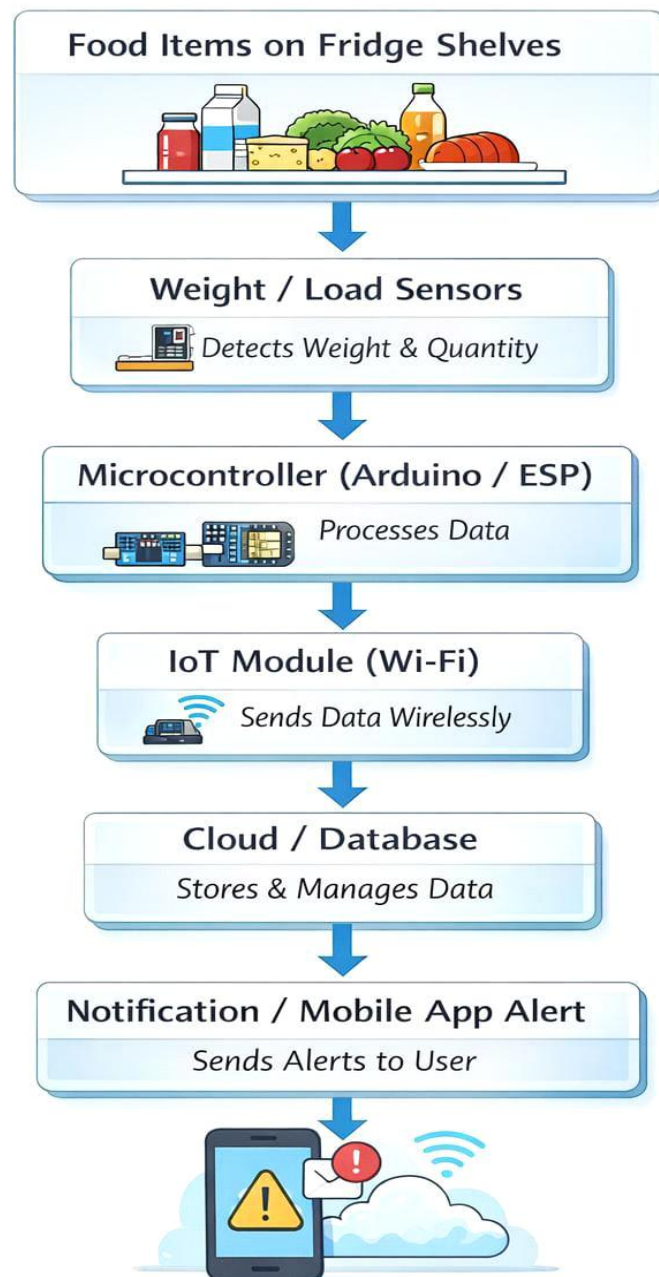 Food Items on Fridge Shelves
Weight / Load Sensors
Detects Weight & Quantity
Microcontroller (Arduino / ESP)
Processes Data
IoT Module (Wi-Fi)
Sends Data Wirelessly
Cloud / Database
Stores & Manages Data
Notification / Mobile App Alert
Sends Alerts to User